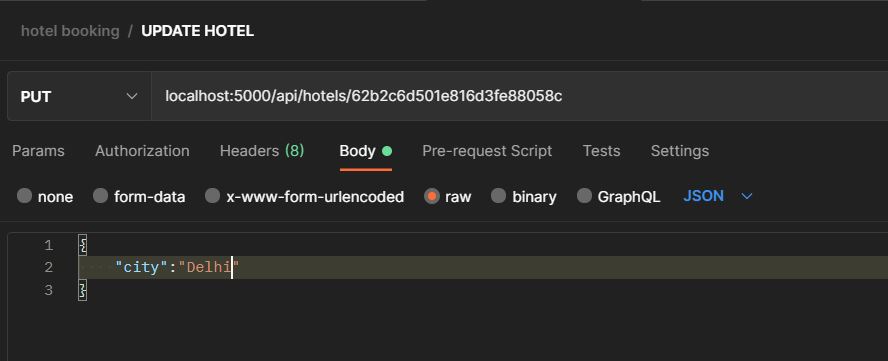 hotel booking / UPDATE HOTEL
PUT localhost:5000/api/hotels/62b2c6d501e816d3fe88058c
Params Authorization Headers (8) Body Pre-request Script Tests Settings
none form-data x-www-form-urlencoded raw binary GraphQL JSON
1 {
2 "city":"Delhi"
3 }